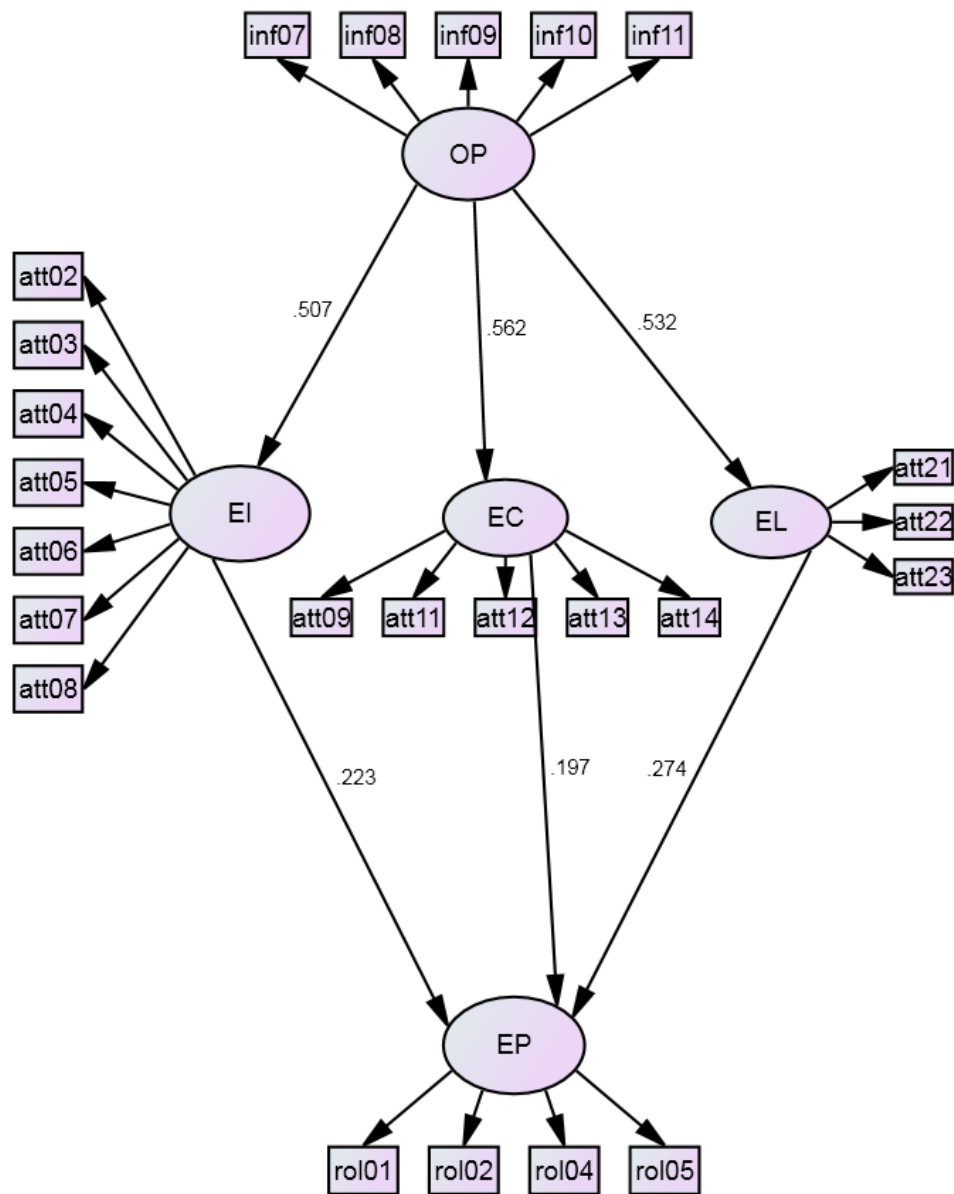 inf07 inf08 inf09 inf10 inf11
OP
att02
att03
att04
att05
att06
att07
att08
.507
.562
.532
EI
EC
EL
att21
att22
att23
att09 att11 att12 att13 att14
.223
.197
.274
EP
rol01 rol02 rol04 rol05